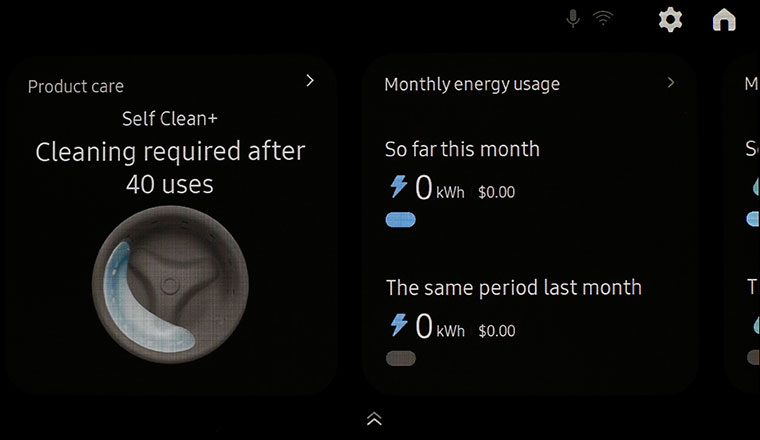 Product care
Self Clean+
Cleaning required after
40 uses
Monthly energy usage
So far this month
0 kWh $0.00
The same period last month
0 kWh $0.00
M
S
T